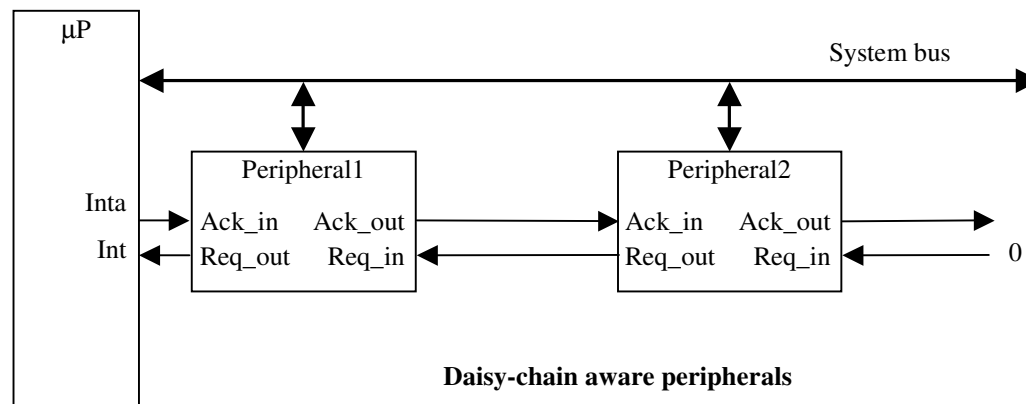 μP
System bus
Peripheral1
Peripheral2
Inta
Ack_in Ack_out
Ack_in Ack_out
Int
Req_out Req_in
Req_out Req_in
0
Daisy-chain aware peripherals